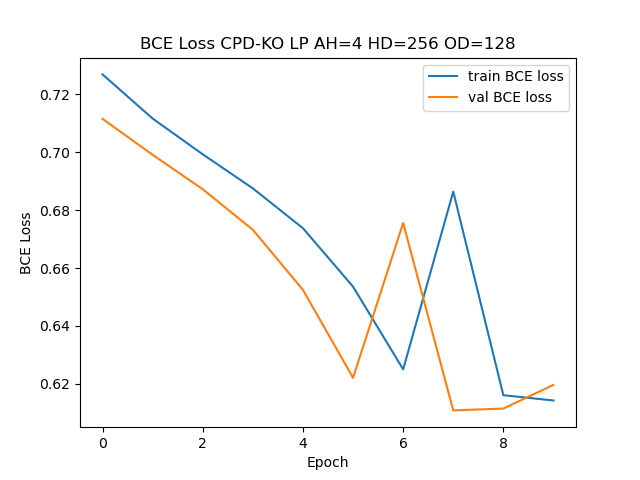 BCE Loss CPD-KO LP AH=4 HD=256 OD=128
train BCE loss
val BCE loss
0.72
0.70
0.68
0.66
0.64
0.62
BCE Loss
0 2 4 6 8
Epoch